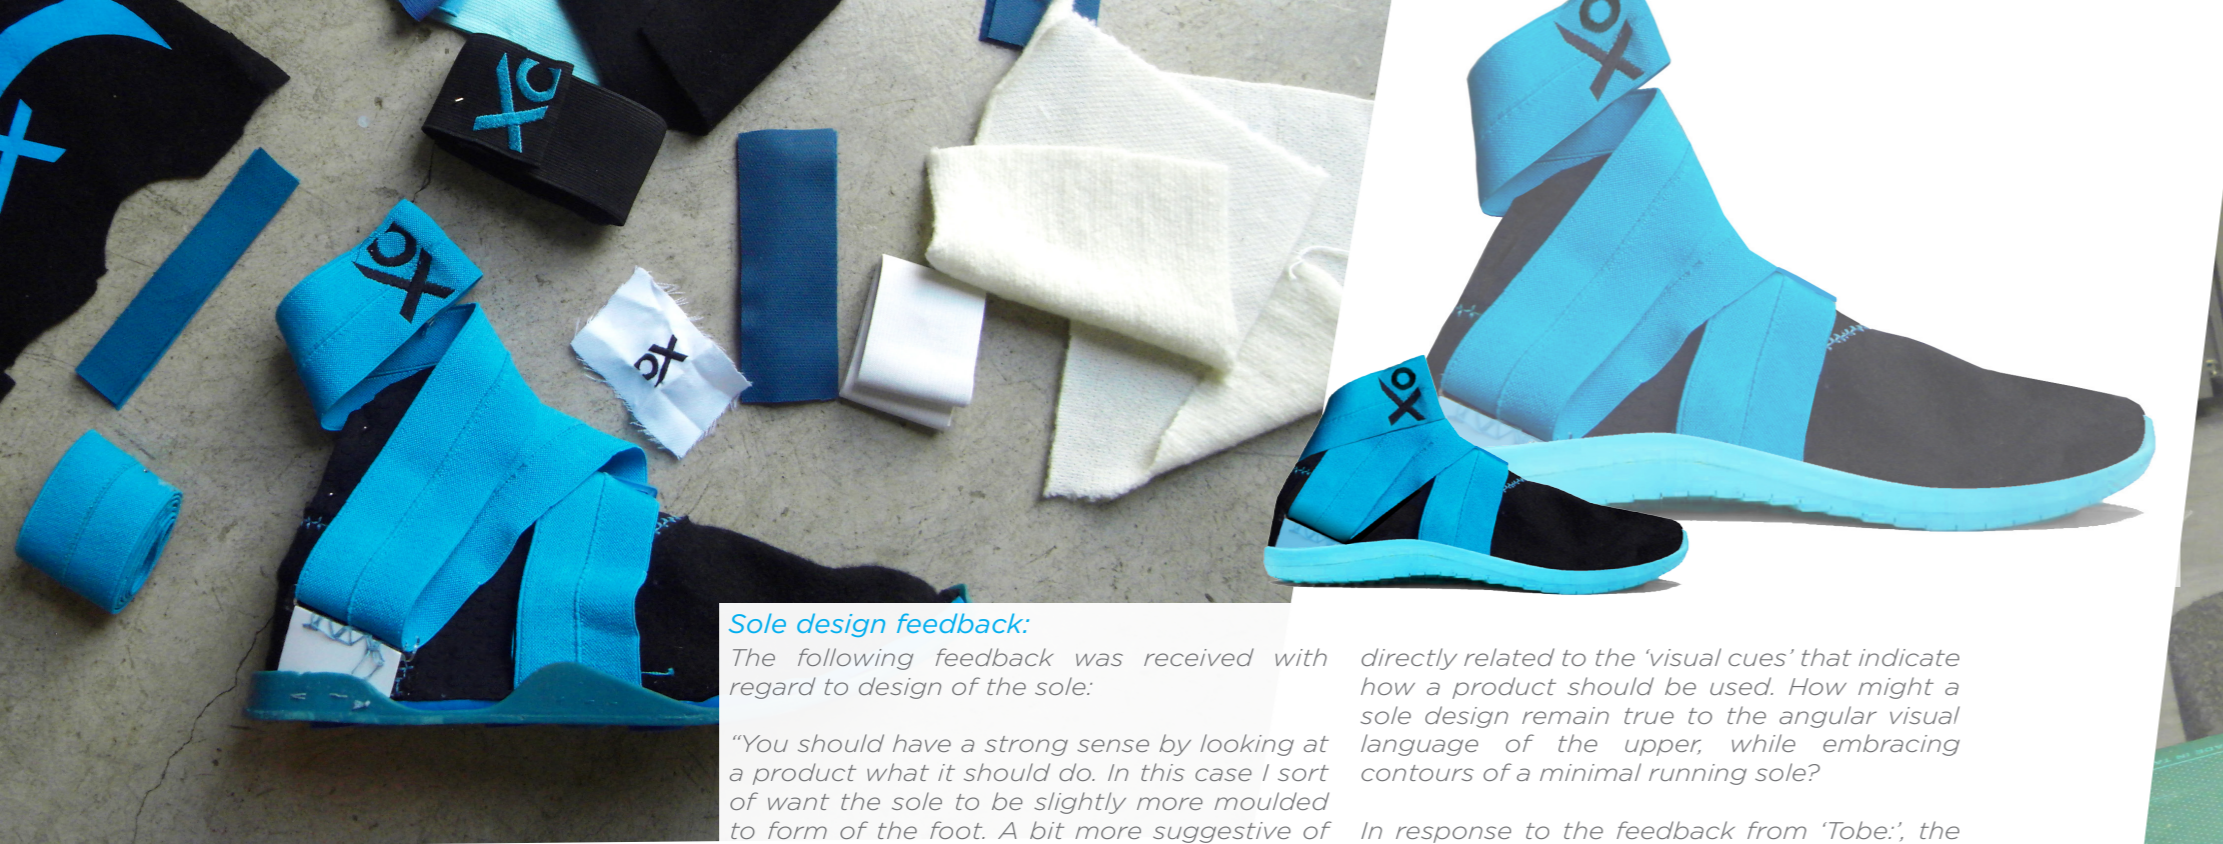 Sole design feedback:
The following feedback was received with
regard to design of the sole:
“You should have a strong sense by looking at
a product what it should do. In this case I sort
of want the sole to be slightly more moulded
to form of the foot. A bit more suggestive of
directly related to the ‘visual cues’ that indicate
how a product should be used. How might a
sole design remain true to the angular visual
language of the upper, while embracing
contours of a minimal running sole?
In response to the feedback from ‘Tobe:’, the